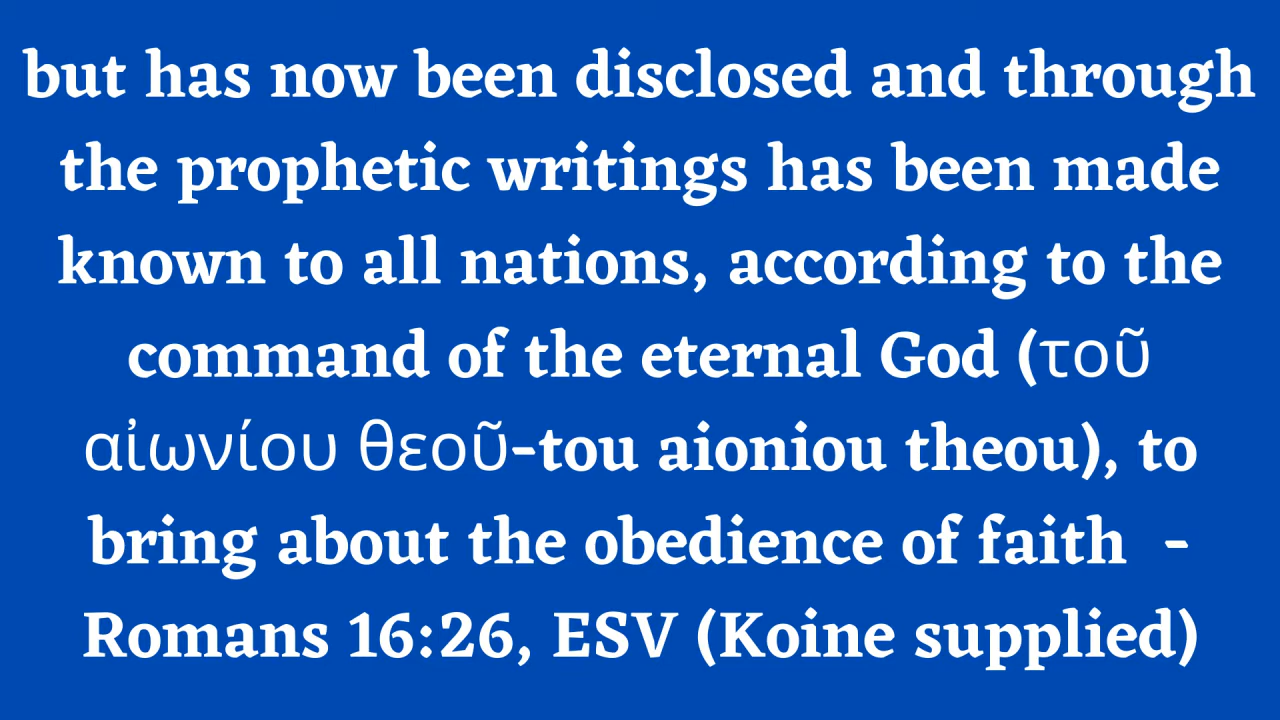 but has now been disclosed and through
the prophetic writings has been made
known to all nations, according to the
command of the eternal God (τοῦ
αἰωνίου θεοῦ-tou aioniou theou), to
bring about the obedience of faith  -
Romans 16:26, ESV (Koine supplied)